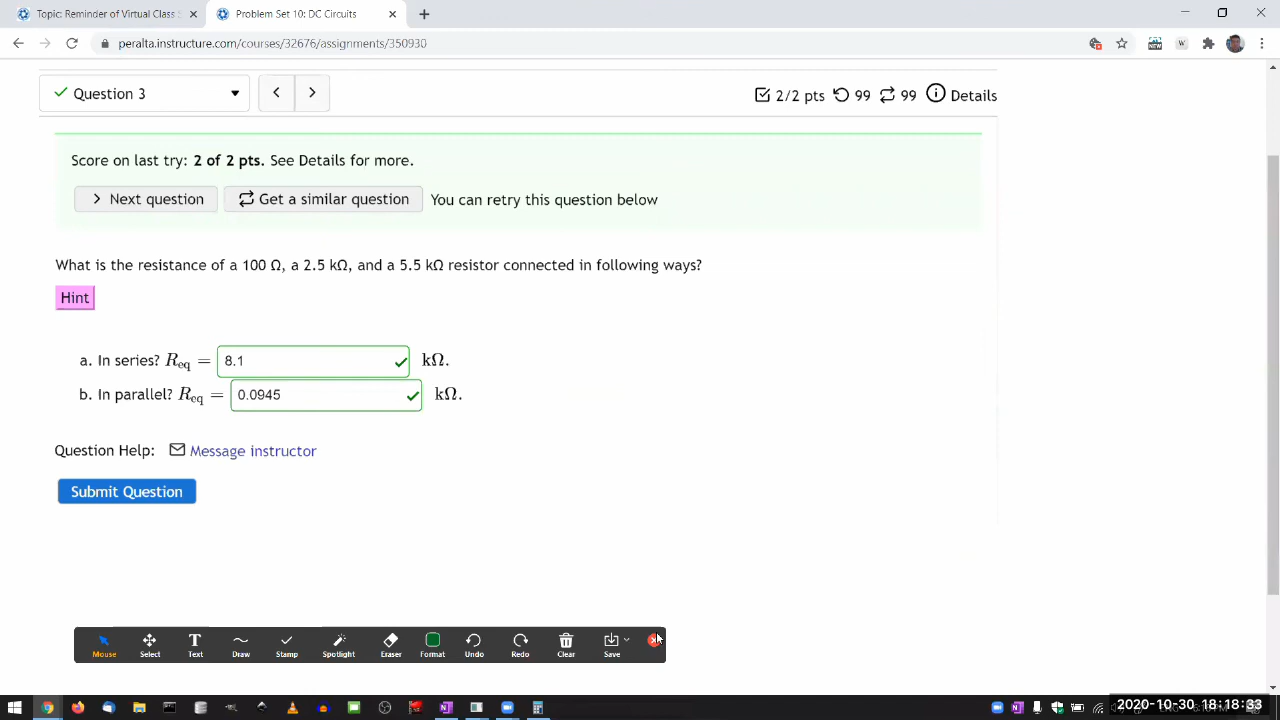 Topic: Reminder of Virtual Class
Problem Set 10: DC Circuits
peralta.instructure.com/courses/32676/assignments/350930
NEW
W
Question 3
2/2 pts 99 99 Details
Score on last try: 2 of 2 pts. See Details for more.
Next question Get a similar question You can retry this question below
What is the resistance of a 100 Ω, a 2.5 kΩ, and a 5.5 kΩ resistor connected in following ways?
Hint
a. In series? Req = 8.1 kΩ.
b. In parallel? Req = 0.0945 kΩ.
Question Help: Message instructor
Submit Question
Mouse Select Text Draw Stamp Spotlight Eraser Format Undo Redo Clear Save
2020-10-30 18:18:33